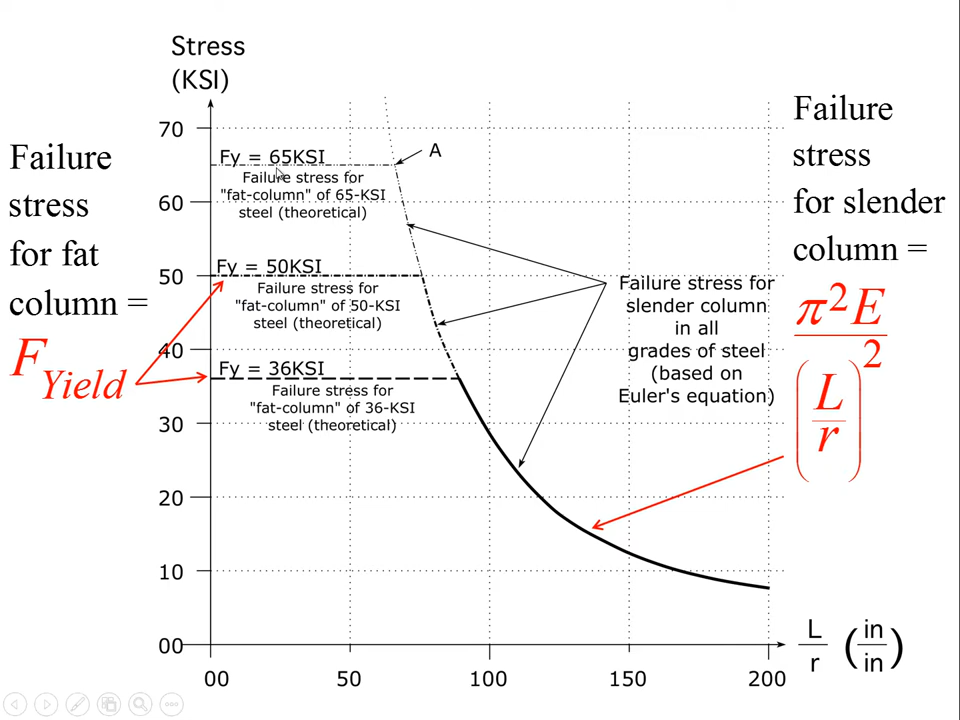 Stress
(KSI)
Failure
stress
for fat
column =
F Yield
70
60
50
40
30
20
10
00
Fy = 65KSI
Failure stress for
"fat-column" of 65-KSI
steel (theoretical)
A
Fy = 50KSI
Failure stress for
"fat-column" of 50-KSI
steel (theoretical)
Fy = 36KSI
Failure stress for
"fat-column" of 36-KSI
steel (theoretical)
Failure stress for
slender column
in all
grades of steel
(based on
Euler's equation)
Failure
stress
for slender
column =
π²E
(L/r)²
00 50 100 150 200
L/r (in/in)